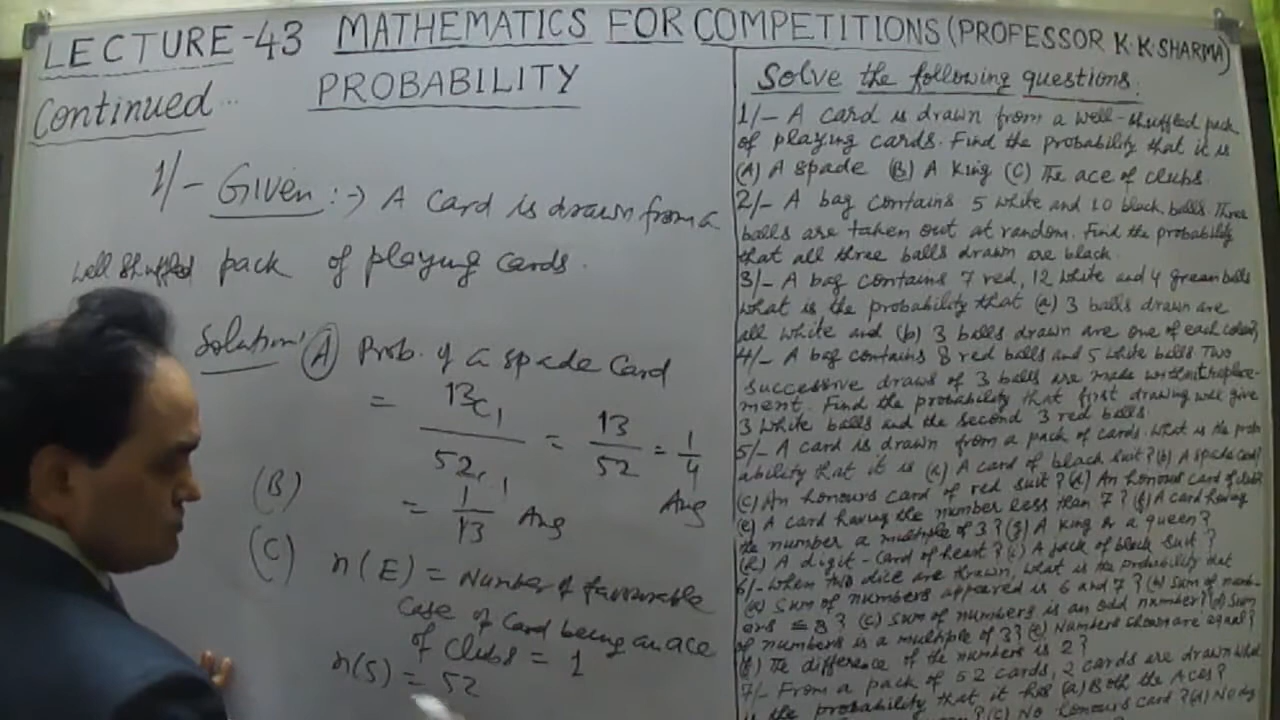 LECTURE-43 MATHEMATICS FOR COMPETITIONS (PROFESSOR K.K.SHARMA)
Continued... PROBABILITY
1/- Given :-> A Card is drawn from a
well shuffled pack of playing cards.
Solution: (A) Prob. of a spade Card
= 13C1 / 52C1 = 13/52 = 1/4 Ans
(B) = 1/13 Ans
(C) n(E) = Number of favourable
Case of Card being an ace
of Clubs = 1
n(S) = 52
Solve the following questions.
1/- A card is drawn from a well-shuffled pack
of playing cards. Find the probability that it is
(A) A spade (B) A King (C) The ace of clubs
2/- A bag contains 5 white and 10 black balls. Three
balls are taken out at random. Find the probability
that all three balls drawn are black.
3/- A bag contains 7 red, 12 white and 4 green balls
what is the probability that (a) 3 balls drawn are
all white and (b) 3 balls drawn are one of each colour?
4/- A bag contains 8 red balls and 5 white balls Two
successive draws of 3 balls are made without replace-
ment. Find the probability that first drawing will give
3 white balls and the second 3 red balls.
5/- A card is drawn from a pack of cards. What is the prob
ability that it is (a) A card of black suit? (b) A spade card?
(c) An honours card of red suit? (d) An honour card of club?
(e) A card having the number less than 7? (f) A card having
the number a multiple of 3? (g) A king or a queen?
(h) A digit-card of heart? (i) A jack of black suit?
6/- When two dice are thrown, what is the probability that
(a) Sum of numbers appeared is 6 and 7? (b) Sum of numb-
ers ≤ 8? (c) Sum of numbers is an odd number? (d) Sum
of numbers is a multiple of 3? (e) Numbers shown are equal?
(f) The difference of the numbers is 2?
7/- From a pack of 52 cards, 2 cards are drawn what
is the probability that it has (a) Both the Aces?
(c) No honours card? (d) No